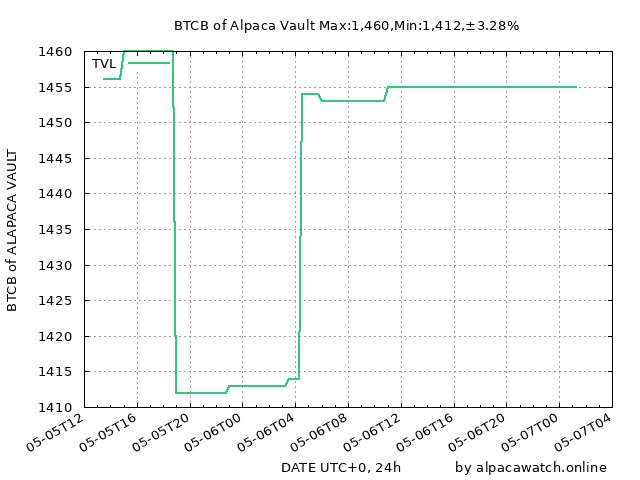 BTCB of Alpaca Vault Max:1,460,Min:1,412,±3.28%
TVL
BTCB of ALAPACA VAULT
1460
1455
1450
1445
1440
1435
1430
1425
1420
1415
1410
05-05T12
05-05T16
05-05T20
05-06T00
05-06T04
05-06T08
05-06T12
05-06T16
05-06T20
05-07T00
05-07T04
DATE UTC+0, 24h
by alpacawatch.online